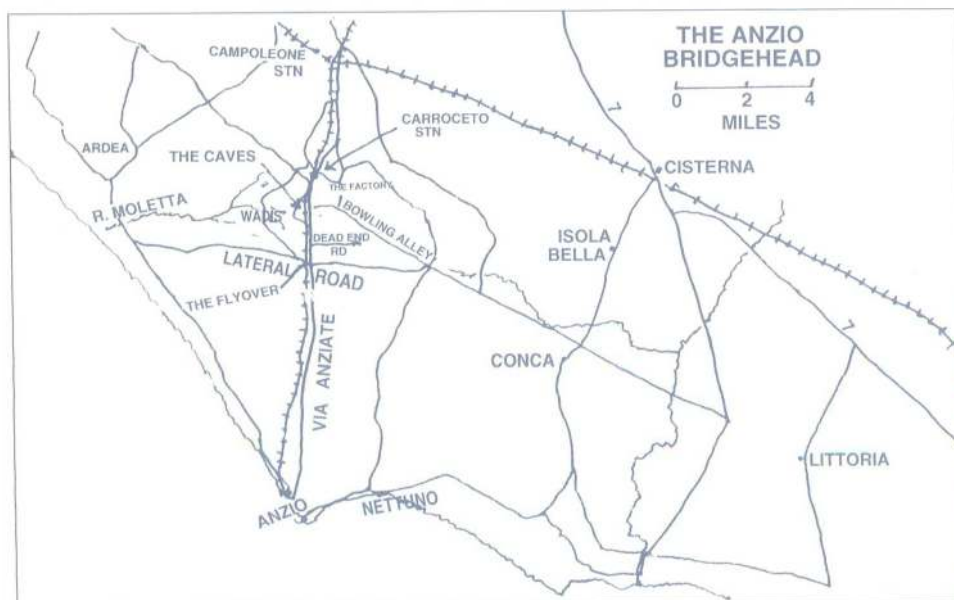 THE ANZIO
BRIDGEHEAD
0 2 4
MILES
CAMPOLEONE
STN
7
CARROCETO
STN
ARDEA
THE CAVES
CISTERNA
THE FACTORY
R. MOLETTA
WADIS
BOWLING ALLEY
DEAD END
RD
ISOLA
BELLA
LATERAL ROAD
THE FLYOVER
VIA ANZIATE
7
CONCA
LITTORIA
ANZIO
NETTUNO